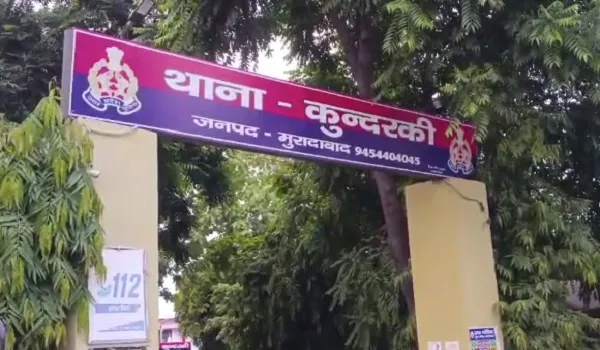 थाना - कुन्दरकी
जनपद - मुरादाबाद 9454404045
112